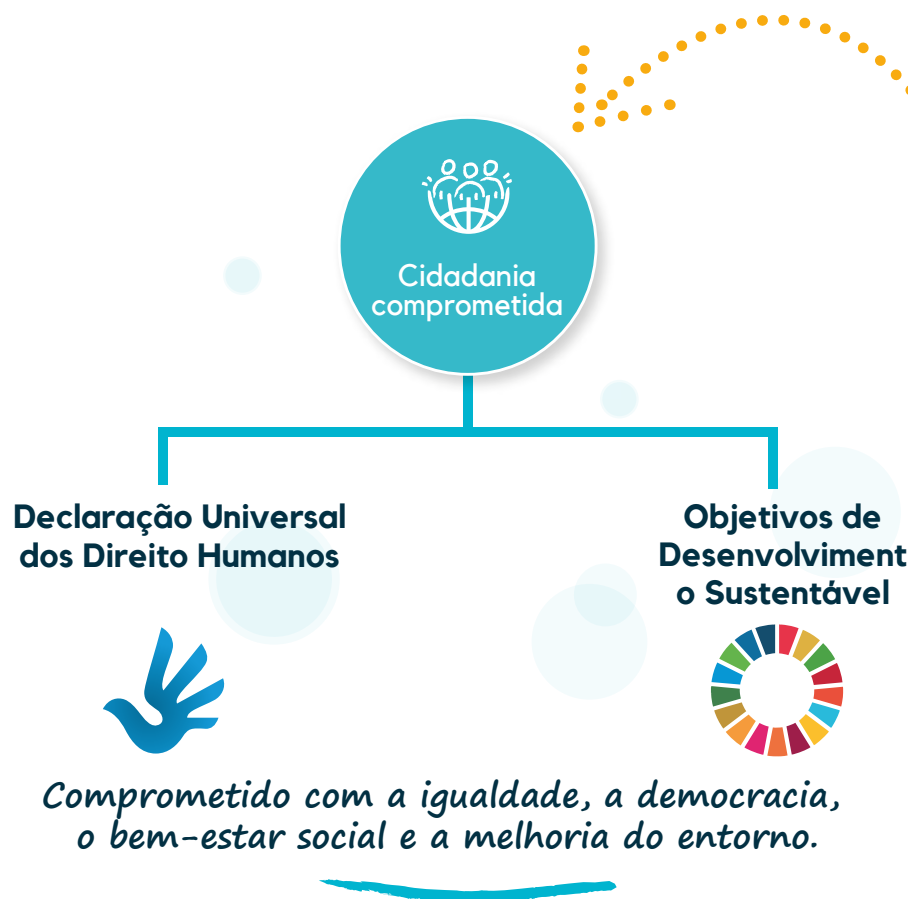 Cidadania
comprometida
Declaração Universal
dos Direito Humanos
Objetivos de
Desenvolviment
o Sustentável
Comprometido com a igualdade, a democracia,
o bem-estar social e a melhoria do entorno.